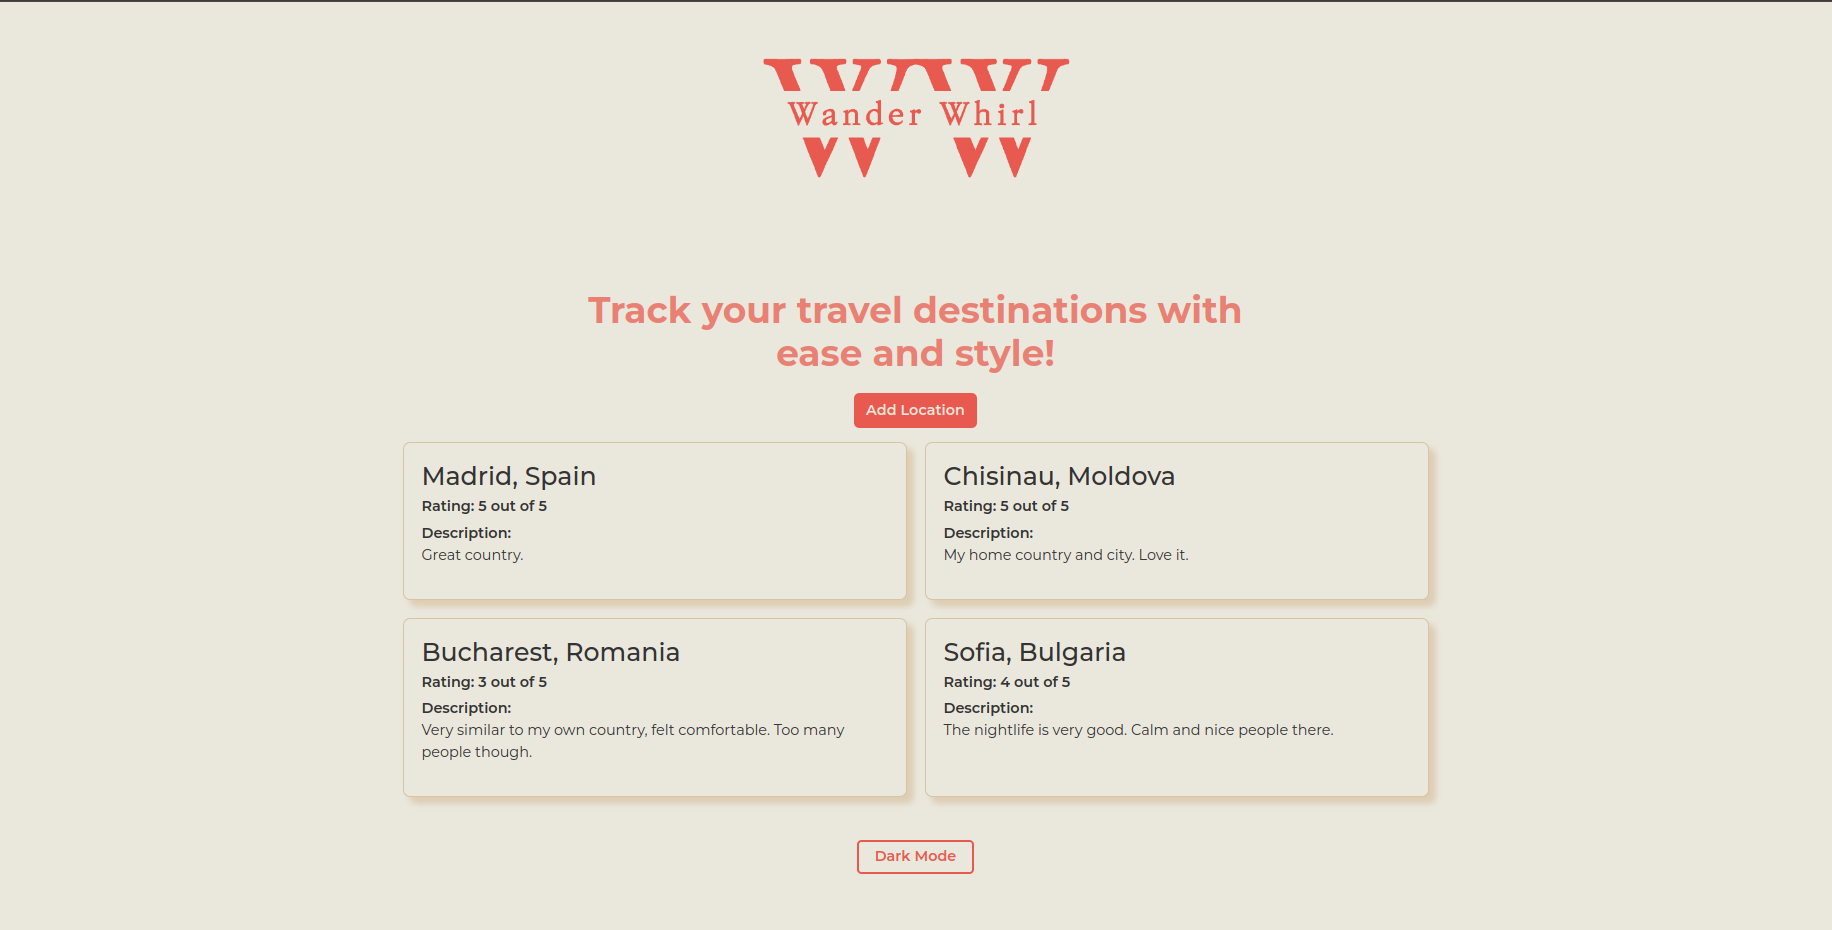 WW
Wander Whirl
Track your travel destinations with
ease and style!
Add Location
Madrid, Spain
Rating: 5 out of 5
Description:
Great country.
Chisinau, Moldova
Rating: 5 out of 5
Description:
My home country and city. Love it.
Bucharest, Romania
Rating: 3 out of 5
Description:
Very similar to my own country, felt comfortable. Too many
people though.
Sofia, Bulgaria
Rating: 4 out of 5
Description:
The nightlife is very good. Calm and nice people there.
Dark Mode